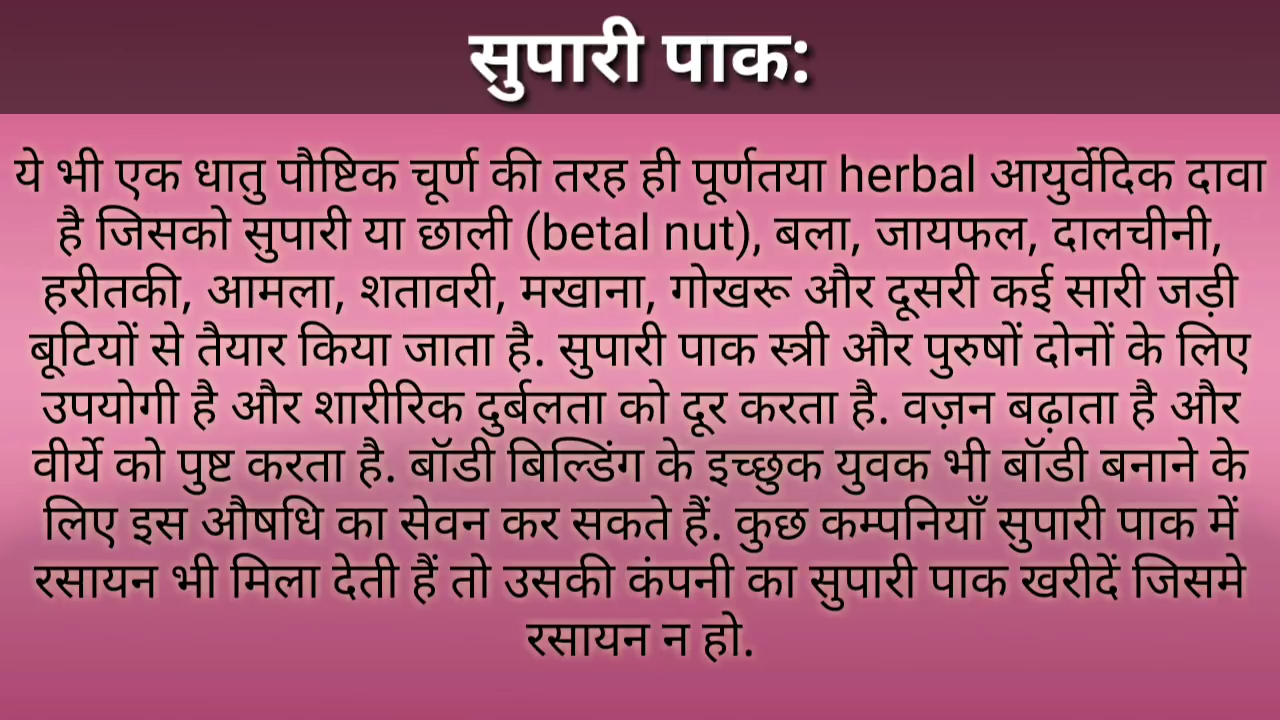 सुपारी पाक:
ये भी एक धातु पौष्टिक चूर्ण की तरह ही पूर्णतया herbal आयुर्वेदिक दावा
है जिसको सुपारी या छाली (betal nut), बला, जायफल, दालचीनी,
हरीतकी, आमला, शतावरी, मखाना, गोखरू और दूसरी कई सारी जड़ी
बूटियों से तैयार किया जाता है. सुपारी पाक स्त्री और पुरुषों दोनों के लिए
उपयोगी है और शारीरिक दुर्बलता को दूर करता है. वज़न बढ़ाता है और
वीर्ये को पुष्ट करता है. बॉडी बिल्डिंग के इच्छुक युवक भी बॉडी बनाने के
लिए इस औषधि का सेवन कर सकते हैं. कुछ कम्पनियाँ सुपारी पाक में
रसायन भी मिला देती हैं तो उसकी कंपनी का सुपारी पाक खरीदें जिसमे
रसायन न हो.